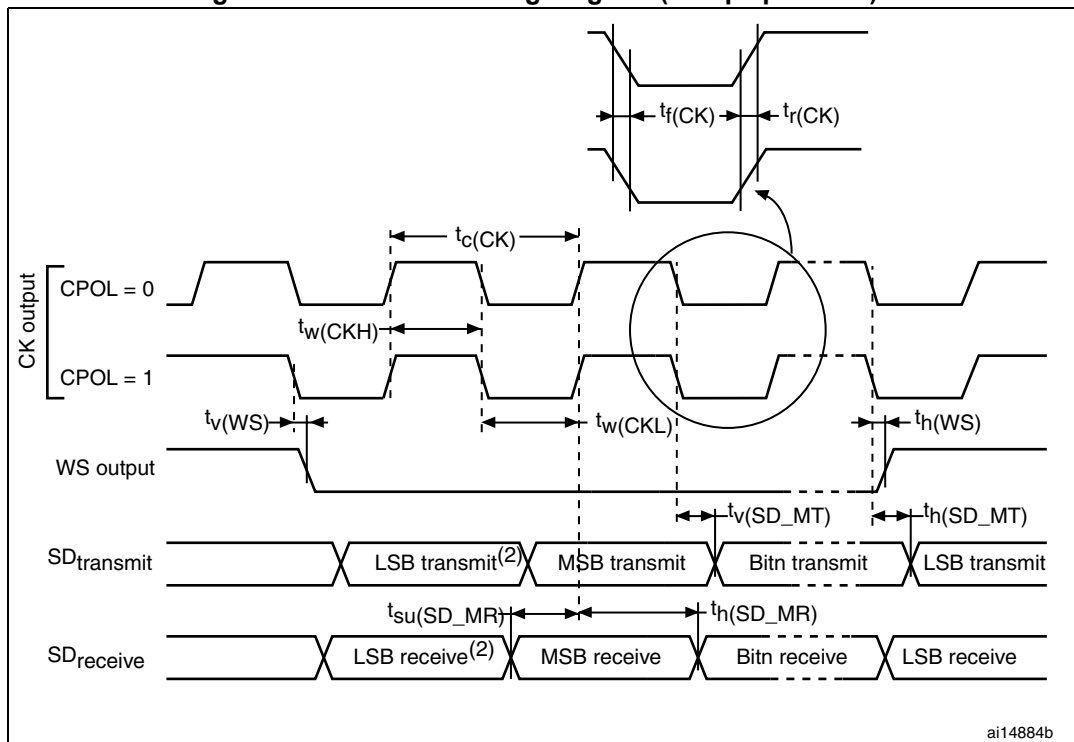 tf(CK)
tr(CK)
tc(CK)
CPOL = 0
tw(CKH)
CK output
CPOL = 1
tv(WS)
tw(CKL)
th(WS)
WS output
tv(SD_MT)
th(SD_MT)
SDtransmit
LSB transmit(2)
MSB transmit
Bitn transmit
LSB transmit
tsu(SD_MR)
th(SD_MR)
SDreceive
LSB receive(2)
MSB receive
Bitn receive
LSB receive
ai14884b